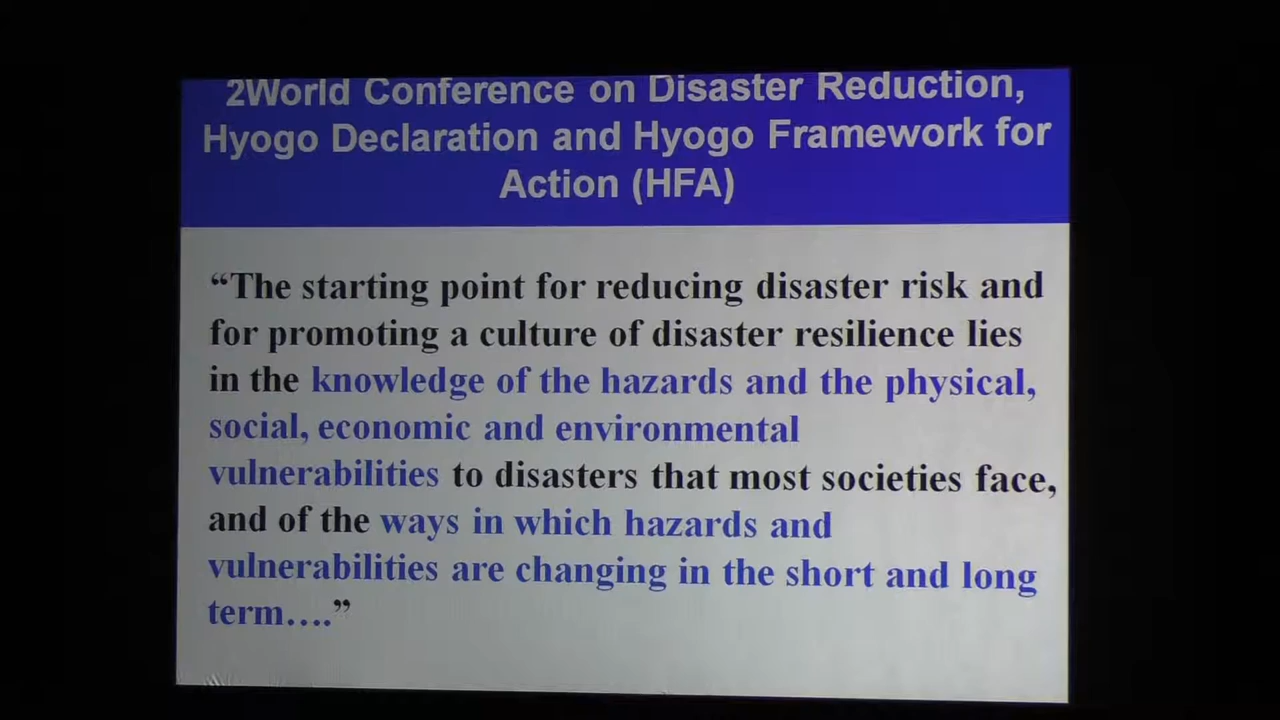 2World Conference on Disaster Reduction,
Hyogo Declaration and Hyogo Framework for
Action (HFA)
“The starting point for reducing disaster risk and
for promoting a culture of disaster resilience lies
in the knowledge of the hazards and the physical,
social, economic and environmental
vulnerabilities to disasters that most societies face,
and of the ways in which hazards and
vulnerabilities are changing in the short and long
term….”